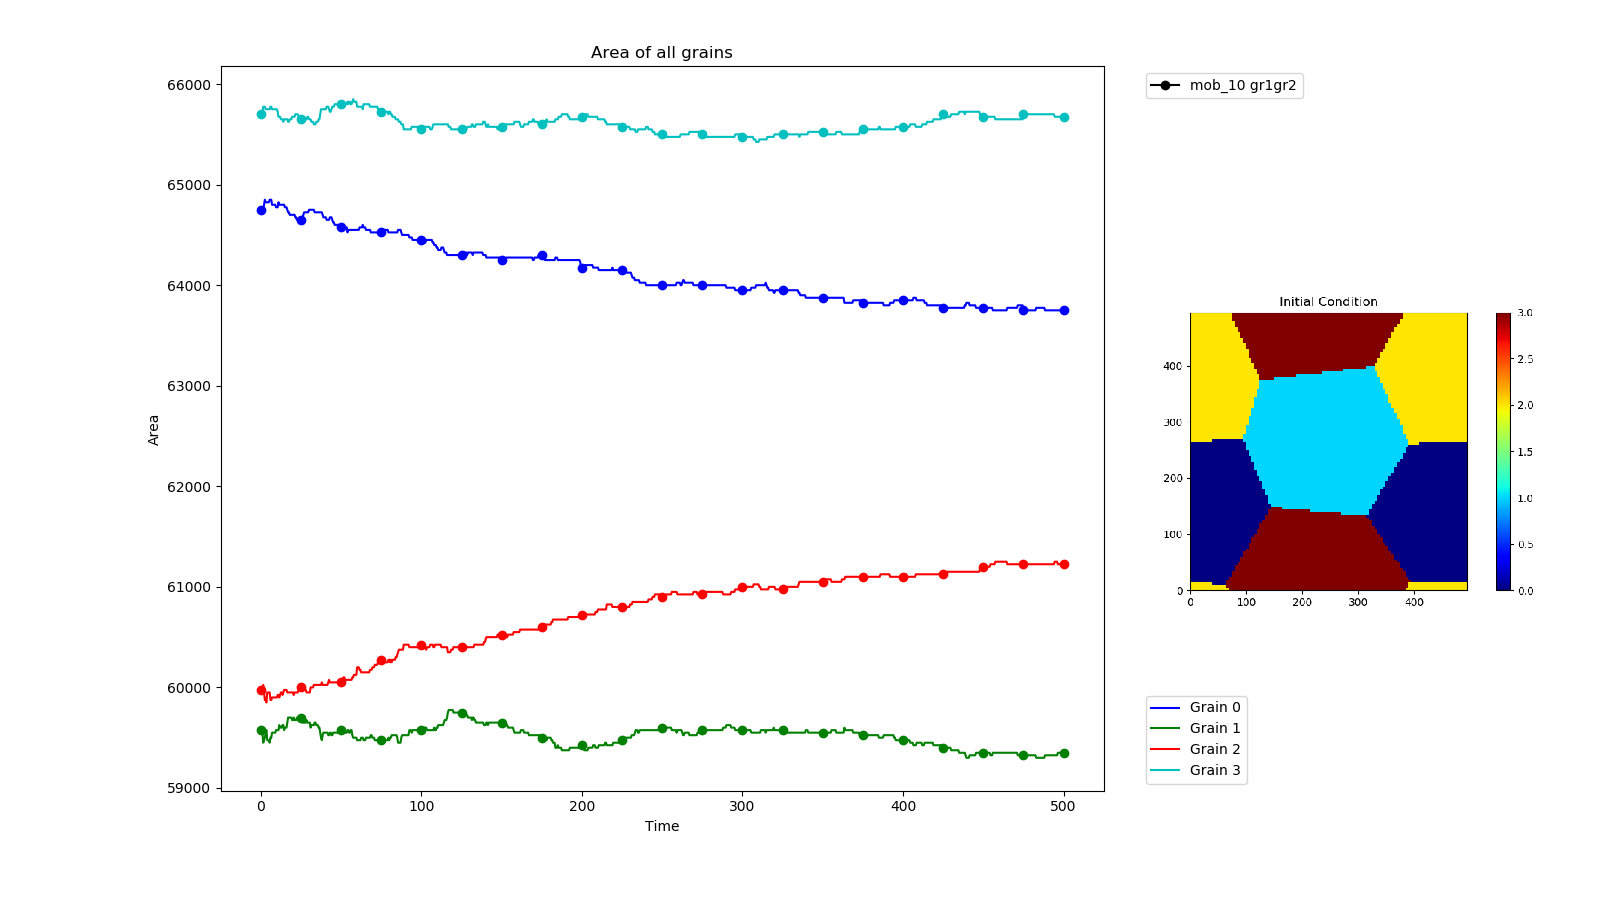 Area of all grains
66000
65000
64000
63000
62000
61000
60000
59000
Area
0 100 200 300 400 500
Time
mob_10 gr1gr2
Initial Condition
400
300
200
100
0
0 100 200 300 400
3.0
2.5
2.0
1.5
1.0
0.5
0.0
Grain 0
Grain 1
Grain 2
Grain 3